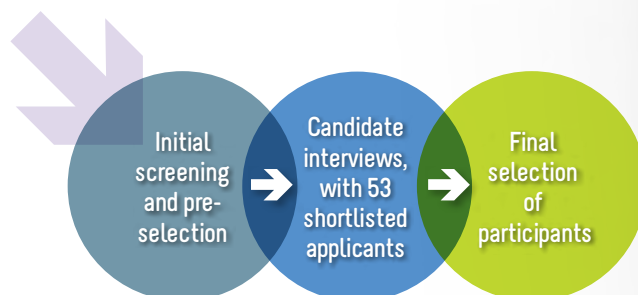 Initial
screening
and pre-
selection
Candidate
interviews,
with 53
shortlisted
applicants
Final
selection
of
participants